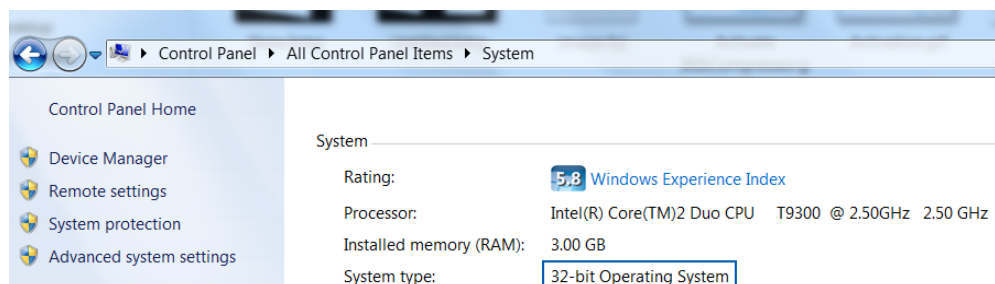 Control Panel ▸ All Control Panel Items ▸ System
Control Panel Home
Device Manager
Remote settings
System protection
Advanced system settings
System
Rating: 5,8 Windows Experience Index
Processor: Intel(R) Core(TM)2 Duo CPU T9300 @ 2.50GHz 2.50 GHz
Installed memory (RAM): 3.00 GB
System type: 32-bit Operating System